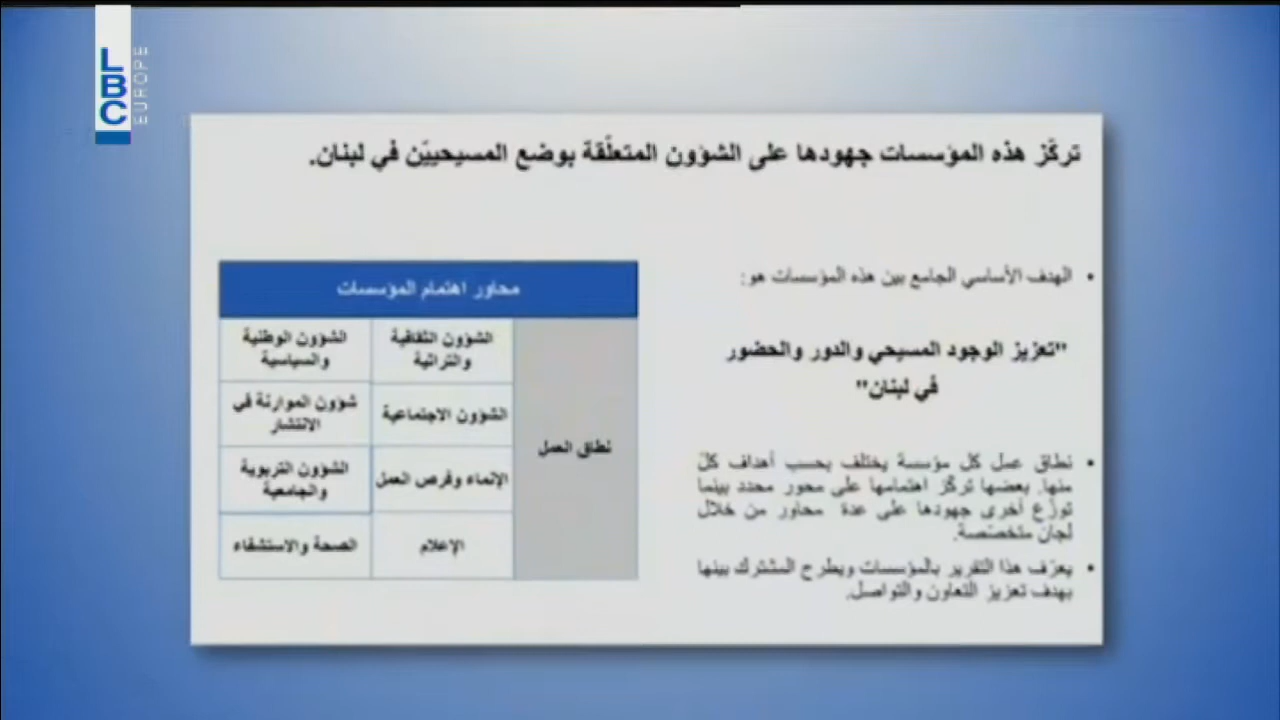 LBC
EUROPE
تركّز هذه المؤسسات جهودها على الشؤون المتعلّقة بوضع المسيحييّن في لبنان.
• الهدف الأساسي الجامع بين هذه المؤسسات هو:
"تعزيز الوجود المسيحي والدور والحضور
في لبنان"
• نطاق عمل كل مؤسسة يختلف بحسب أهداف كلّ
منها. بعضها تركّز اهتمامها على محور محدد بينما
توزّع أخرى جهودها على عدة محاور من خلال
لجان متخصّصة.
• يعرّف هذا التقرير بالمؤسسات ويطرح المشترك بينها
بهدف تعزيز التعاون والتواصل.
محاور اهتمام المؤسسات
نطاق العمل
الشؤون الثقافية
والتراثية
الشؤون الوطنية
والسياسية
الشؤون الاجتماعية
شؤون الموارنة في
الانتشار
الإنماء وفرص العمل
الشؤون التربوية
والجامعية
الإعلام
الصحة والاستشفاء